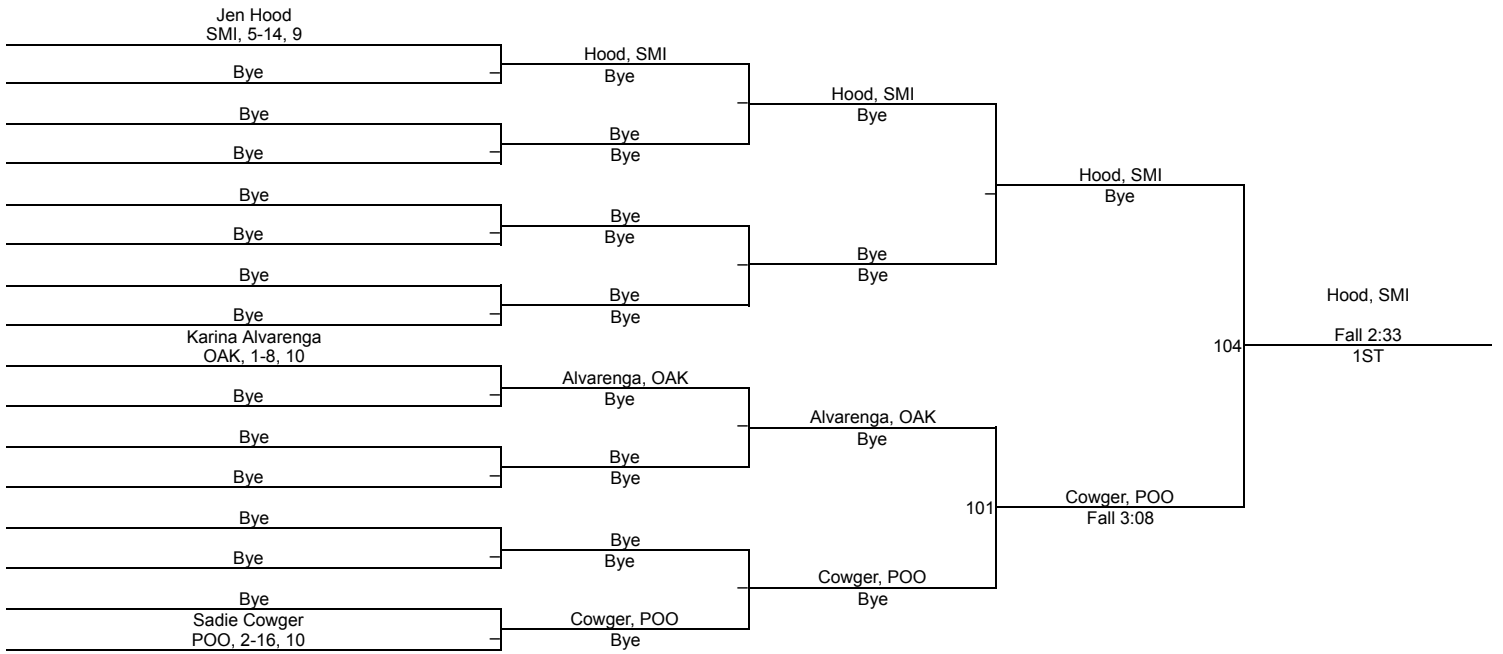 Jen Hood
SMI, 5-14, 9
Bye
Bye
Bye
Bye
Bye
Bye
Bye
Karina Alvarenga
OAK, 1-8, 10
Bye
Bye
Bye
Bye
Bye
Bye
Sadie Cowger
POO, 2-16, 10
Hood, SMI
Bye
Bye
Bye
Bye
Bye
Bye
Bye
Alvarenga, OAK
Bye
Bye
Bye
Bye
Bye
Cowger, POO
Bye
Hood, SMI
Bye
Bye
Bye
Alvarenga, OAK
Bye
Cowger, POO
Bye
Hood, SMI
Bye
101
Cowger, POO
Fall 3:08
104
Hood, SMI
Fall 2:33
1ST